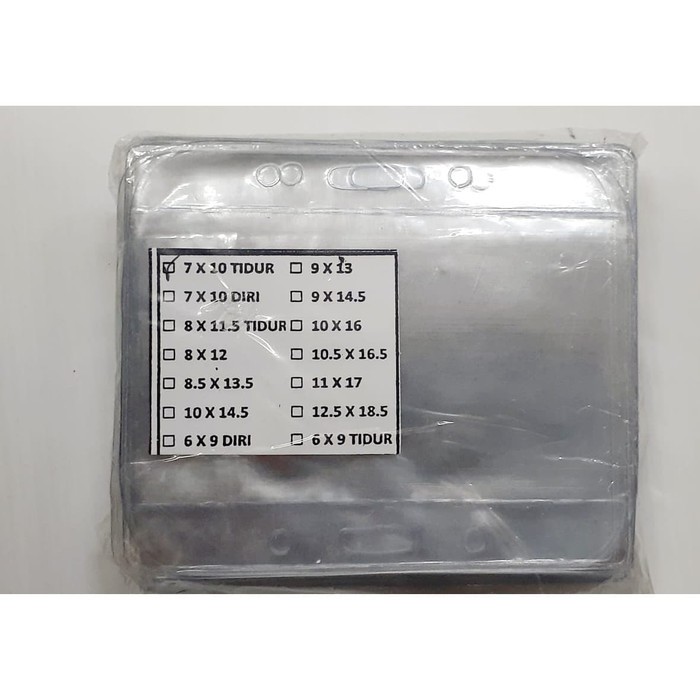 ☑ 7 X 10 TIDUR ☐ 9 X 13
☐ 7 X 10 DIRI ☐ 9 X 14.5
☐ 8 X 11.5 TIDUR ☐ 10 X 16
☐ 8 X 12 ☐ 10.5 X 16.5
☐ 8.5 X 13.5 ☐ 11 X 17
☐ 10 X 14.5 ☐ 12.5 X 18.5
☐ 6 X 9 DIRI ☐ 6 X 9 TIDUR